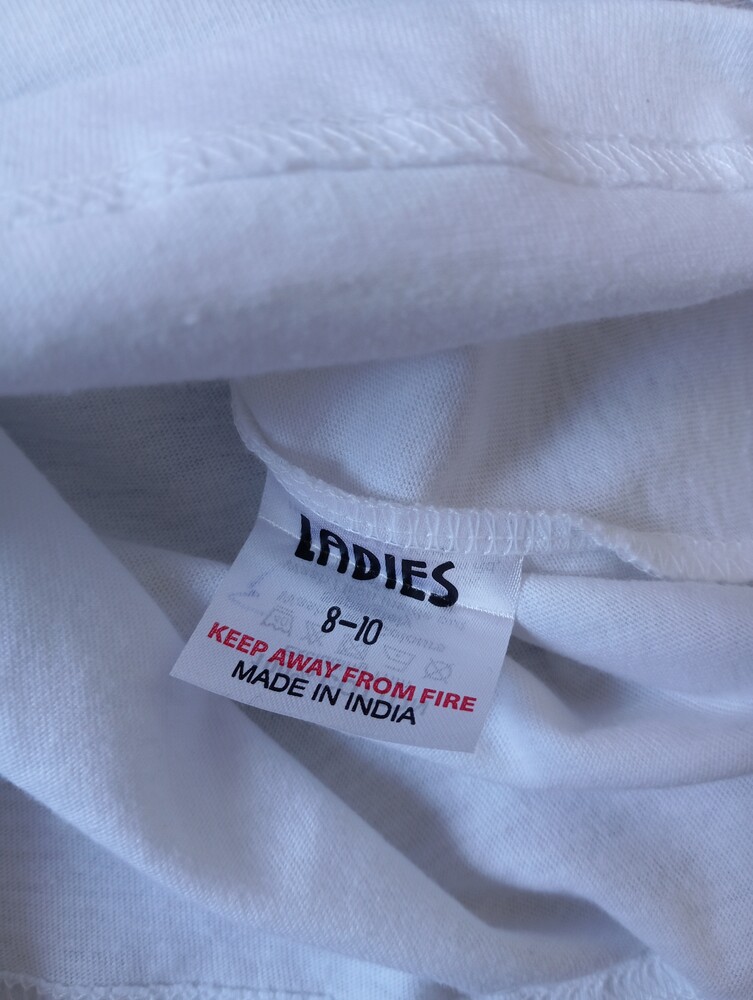 LADIES
8-10
KEEP AWAY FROM FIRE
MADE IN INDIA